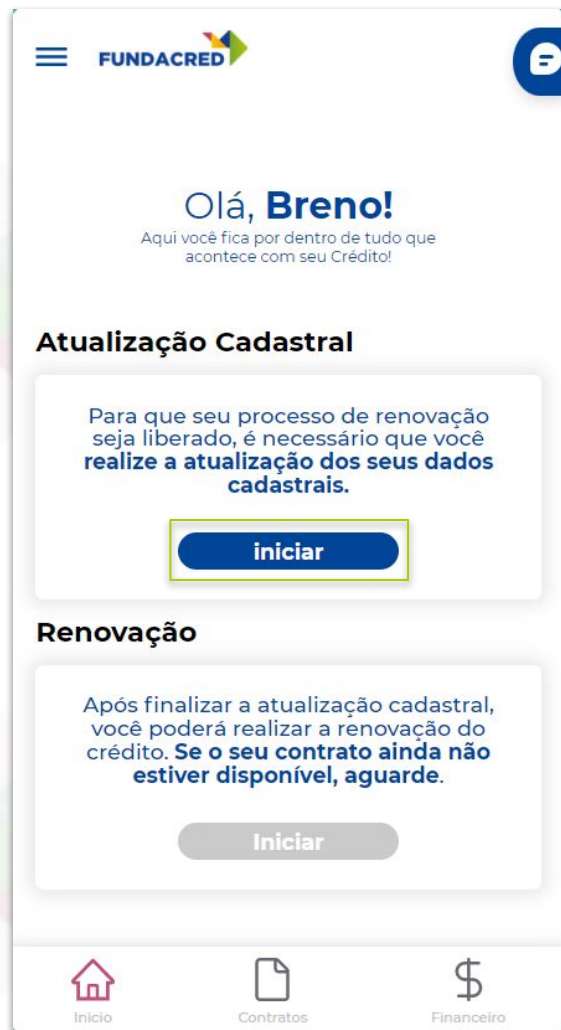 FUNDACRED
Olá, Breno!
Aqui você fica por dentro de tudo que
acontece com seu Crédito!
Atualização Cadastral
Para que seu processo de renovação
seja liberado, é necessário que você
realize a atualização dos seus dados
cadastrais.
iniciar
Renovação
Após finalizar a atualização cadastral,
você poderá realizar a renovação do
crédito. Se o seu contrato ainda não
estiver disponível, aguarde.
Iniciar
Inicio Contratos Financeiro